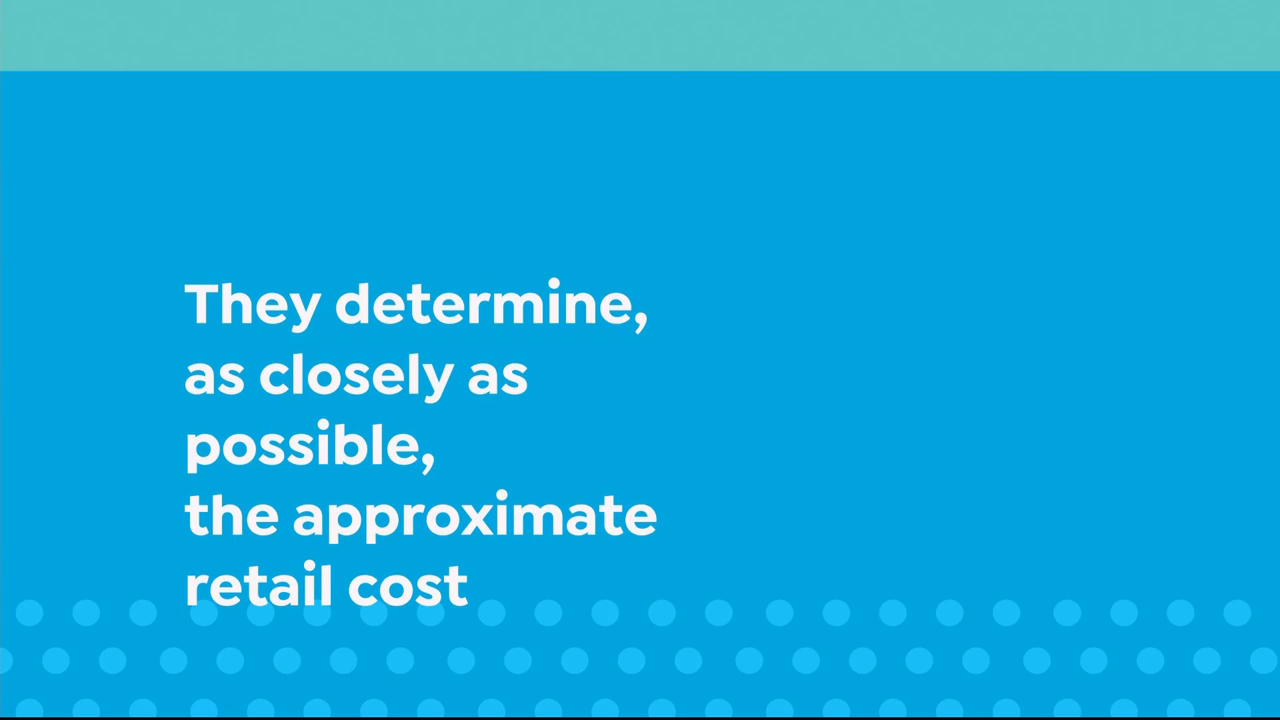 They determine,
as closely as
possible,
the approximate
retail cost